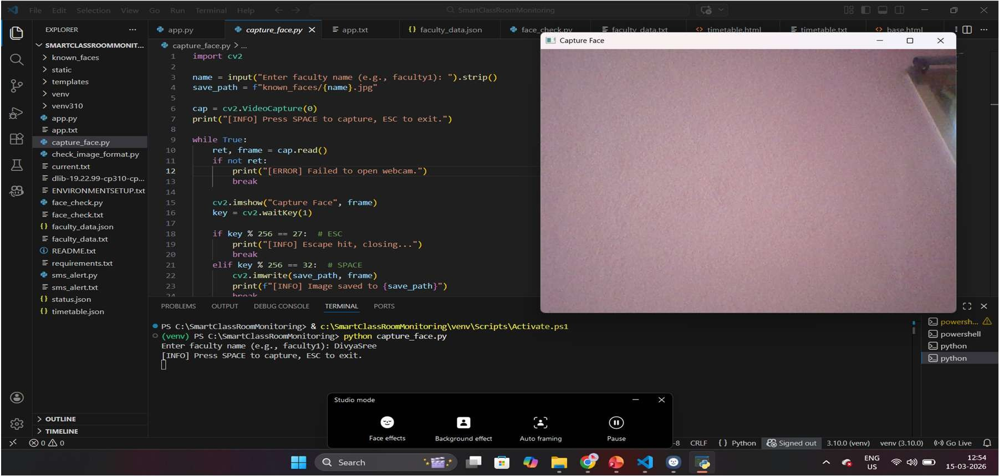 File Edit Selection View Go Run Terminal Help
SmartClassRoomMonitoring
EXPLORER
SMARTCLASSROOMMONIT...
known_faces
static
templates
venv
venv310
app.py
app.txt
capture_face.py
check_image_format.py
current.txt
dlib-19.22.99-cp310-cp...
ENVIRONMENTSETUP.txt
face_check.py
face_check.txt
faculty_data.json
faculty_data.txt
README.txt
requirements.txt
sms_alert.py
sms_alert.txt
status.json
timetable.json
OUTLINE
TIMELINE
app.py capture_face.py app.txt faculty_data.json face_check.py faculty_data.txt timetable.html timetable.txt base.html
capture_face.py > ...
1 import cv2
2
3 name = input("Enter faculty name (e.g., faculty1): ").strip()
4 save_path = f"known_faces/{name}.jpg"
5
6 cap = cv2.VideoCapture(0)
7 print("[INFO] Press SPACE to capture, ESC to exit.")
8
9 while True:
10 ret, frame = cap.read()
11 if not ret:
12 print("[ERROR] Failed to open webcam.")
13 break
14
15 cv2.imshow("Capture Face", frame)
16 key = cv2.waitKey(1)
17
18 if key % 256 == 27: # ESC
19 print("[INFO] Escape hit, closing...")
20 break
21 elif key % 256 == 32: # SPACE
22 cv2.imwrite(save_path, frame)
23 print(f"[INFO] Image saved to {save_path}")
24 break
Capture Face
PROBLEMS OUTPUT DEBUG CONSOLE TERMINAL PORTS
PS C:\SmartClassRoomMonitoring> & c:\SmartClassRoomMonitoring\venv\Scripts\Activate.ps1
(venv) PS C:\SmartClassRoomMonitoring> python capture_face.py
Enter faculty name (e.g., faculty1): DivyaSree
[INFO] Press SPACE to capture, ESC to exit.
powersh...
powershell
python
python
Studio mode
Face effects Background effect Auto framing Pause
0 0
-8 CRLF {} Python Signed out 3.10.0 (venv) venv (3.10.0) Go Live
Search
ENG
US
12:54
15-03-2026